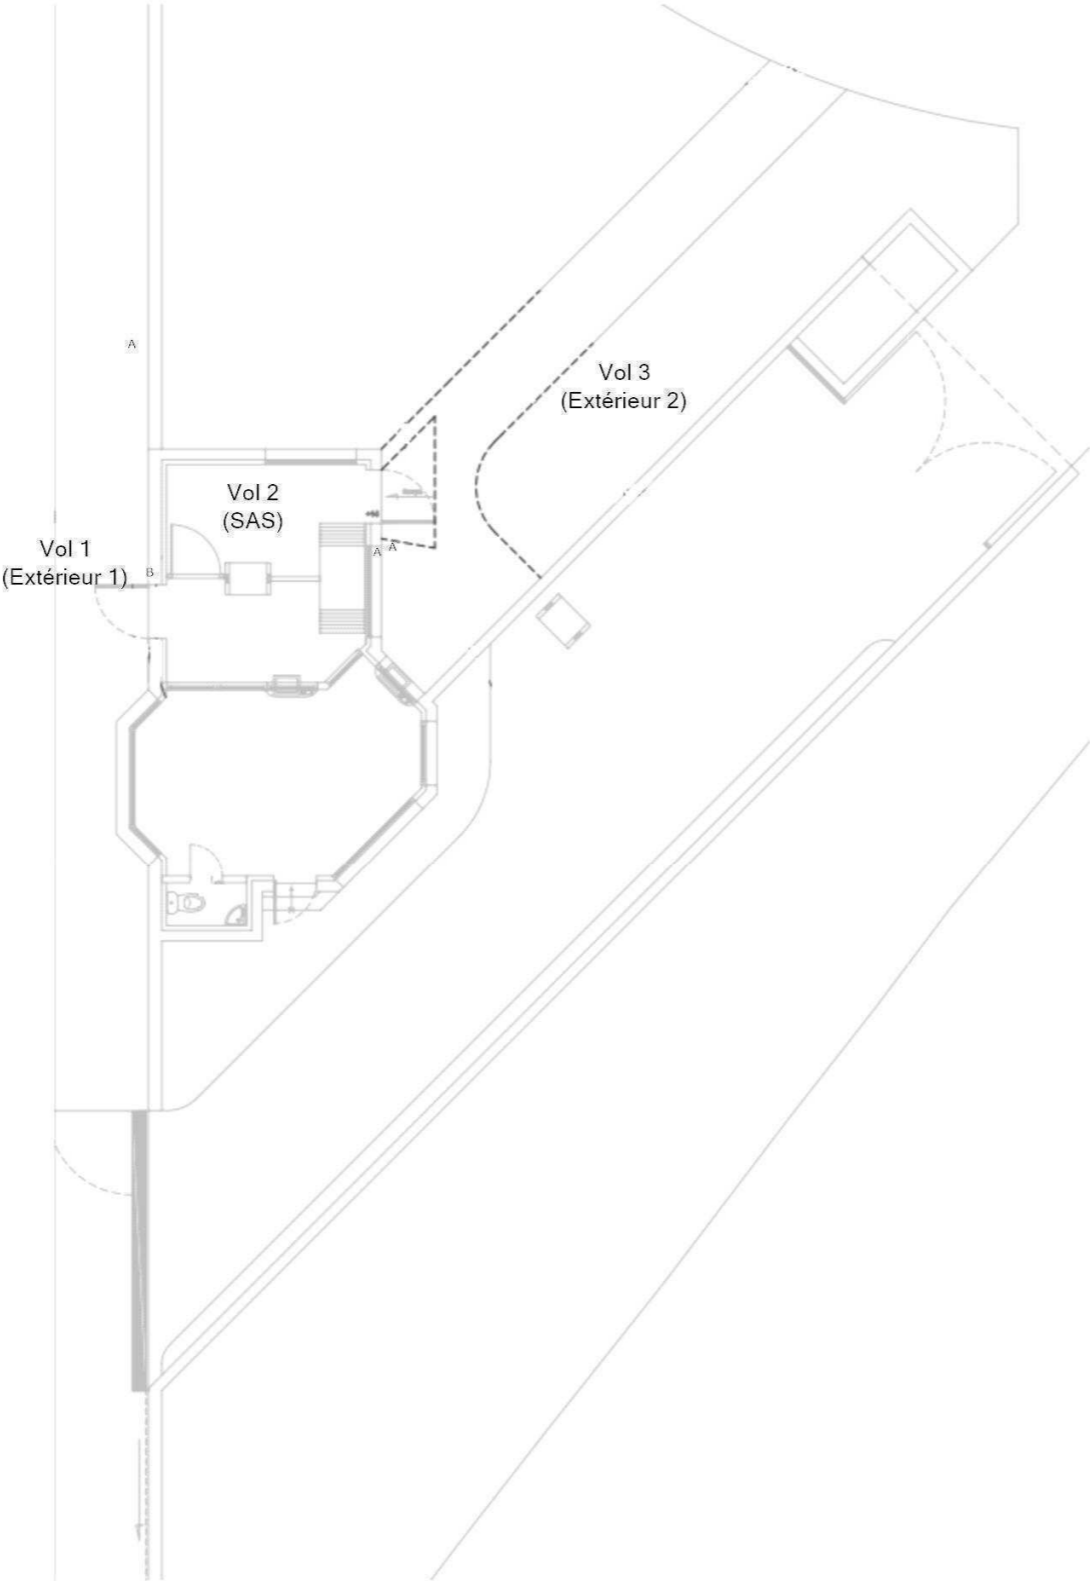 A
Vol 3
(Extérieur 2)
Vol 2
(SAS)
A A
Vol 1
(Extérieur 1)
B